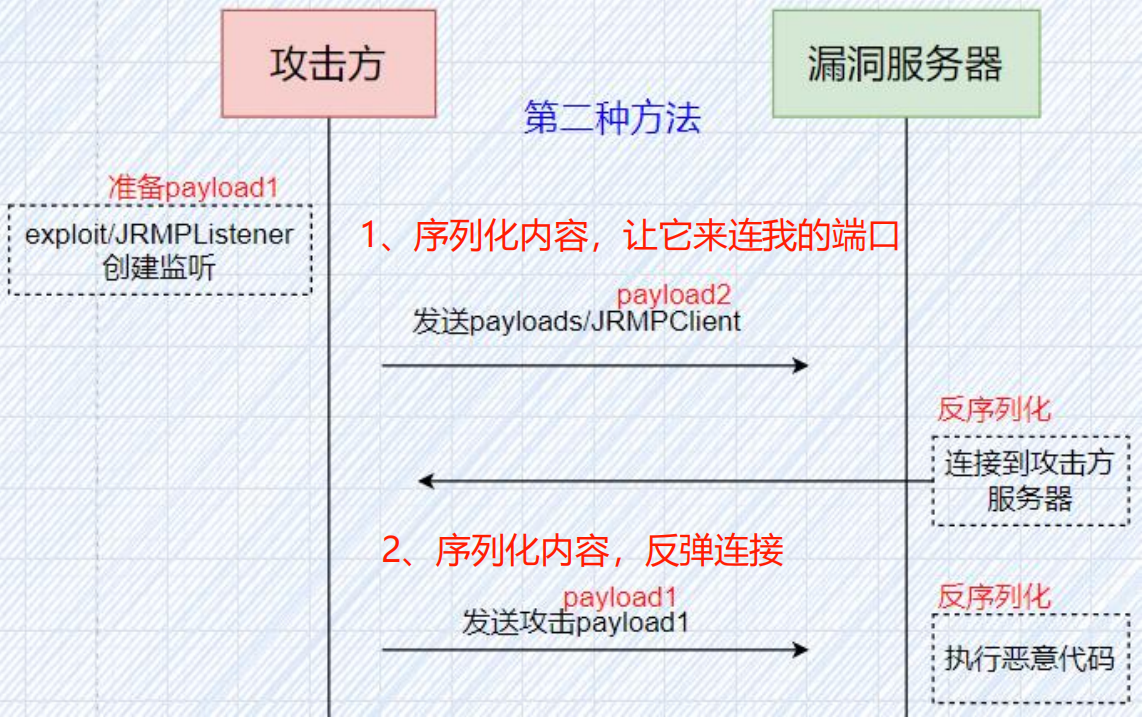 攻击方
漏洞服务器
第二种方法
准备payload1
exploit/JRMPListener
创建监听
1、序列化内容，让它来连我的端口
payload2
发送payloads/JRMPClient
反序列化
连接到攻击方
服务器
2、序列化内容，反弹连接
payload1
发送攻击payload1
反序列化
执行恶意代码